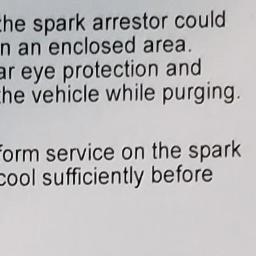 the spark arrestor could
n an enclosed area.
ar eye protection and
the vehicle while purging.
form service on the spark
cool sufficiently before